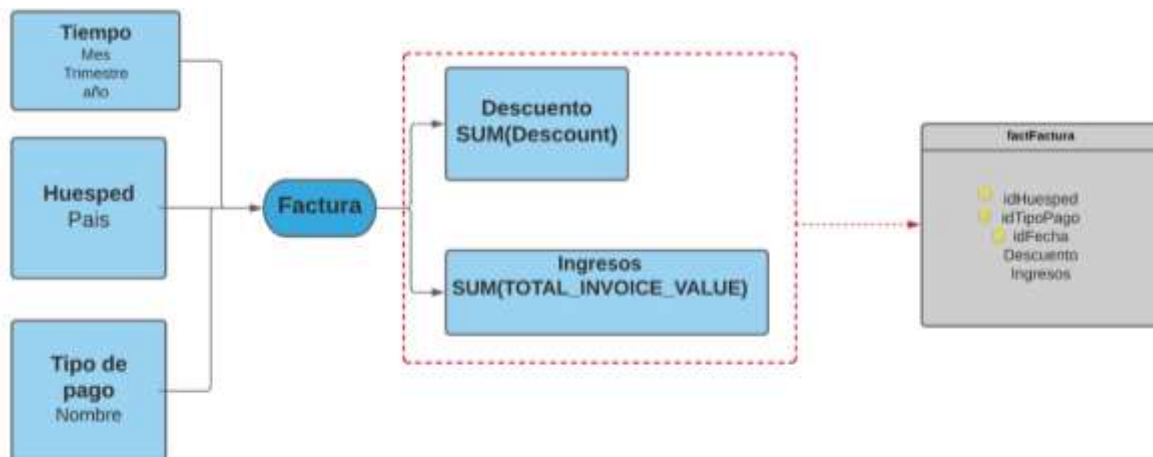 Tiempo
Mes
Trimestre
año
Huesped
Pais
Tipo de
pago
Nombre
Factura
Descuento
SUM(Descount)
Ingresos
SUM(TOTAL_INVOICE_VALUE)
factFactura
idHuesped
idTipoPago
idFecha
Descuento
Ingresos